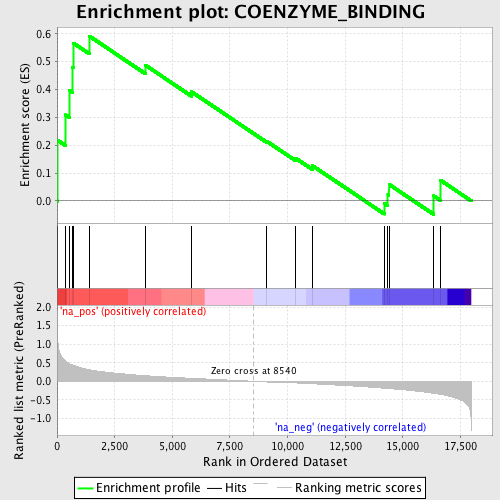 Enrichment plot: COENZYME_BINDING
Enrichment score (ES)
0.6
0.5
0.4
0.3
0.2
0.1
0.0
Ranked list metric (PreRanked)
2.0
1.5
1.0
0.5
0.0
-0.5
-1.0
'na_pos' (positively correlated)
Zero cross at 8540
'na_neg' (negatively correlated)
0 2,500 5,000 7,500 10,000 12,500 15,000 17,500
Rank in Ordered Dataset
Enrichment profile Hits Ranking metric scores